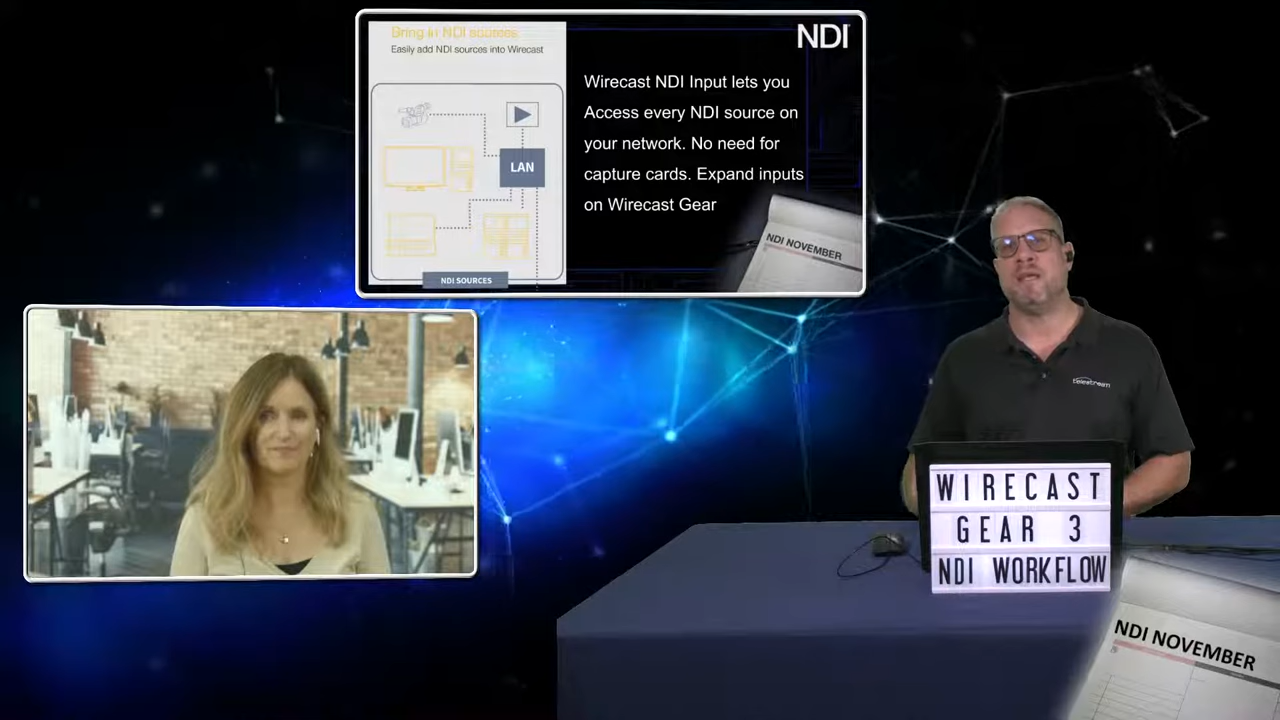 Bring in NDI sources.
Easily add NDI sources into Wirecast
LAN
NDI SOURCES
NDI
Wirecast NDI Input lets you
Access every NDI source on
your network. No need for
capture cards. Expand inputs
on Wirecast Gear
NDI NOVEMBER
telestream
WIRECAST
GEAR 3
NDI WORKFLOW
NDI NOVEMBER